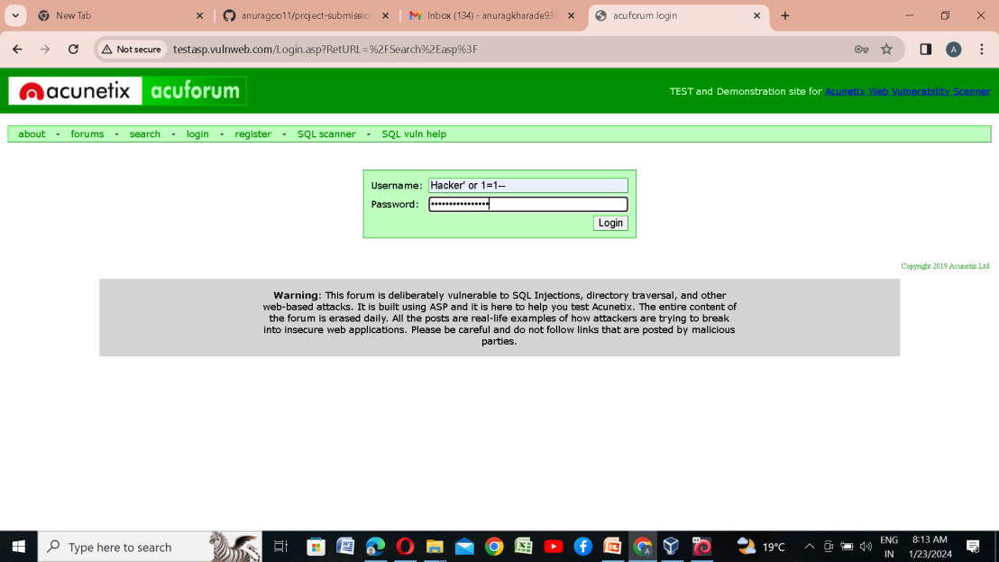 New Tab
anuragoo11/project-submissio
Inbox (134) - anuragkharade936
acuforum login
Not secure
testasp.vulnweb.com/Login.asp?RetURL=%2FSearch%2Easp%3F
A
acunetix acuforum
TEST and Demonstration site for Acunetix Web Vulnerability Scanner
about - forums - search - login - register - SQL scanner - SQL vuln help
Username: Hacker' or 1=1--
Password: ••••••••••••••••
Login
Copyright 2019 Acunetix Ltd.
Warning: This forum is deliberately vulnerable to SQL Injections, directory traversal, and other
web-based attacks. It is built using ASP and it is here to help you test Acunetix. The entire content of
the forum is erased daily. All the posts are real-life examples of how attackers are trying to break
into insecure web applications. Please be careful and do not follow links that are posted by malicious
parties.
Type here to search
19°C
ENG
IN
8:13 AM
1/23/2024